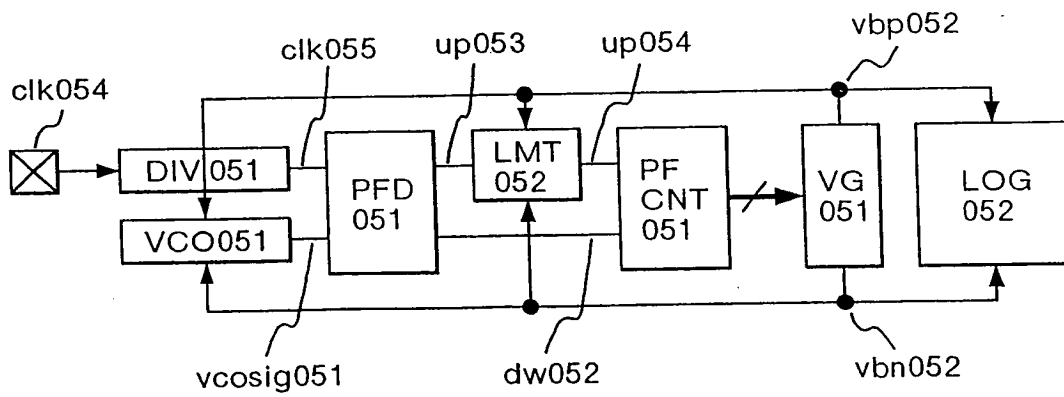 vbp052
up053
up054
clk055
clk054
DIV051
VCO051
PFD
051
LMT
052
PF
CNT
051
VG
051
LOG
052
vcosig051
dw052
vbn052